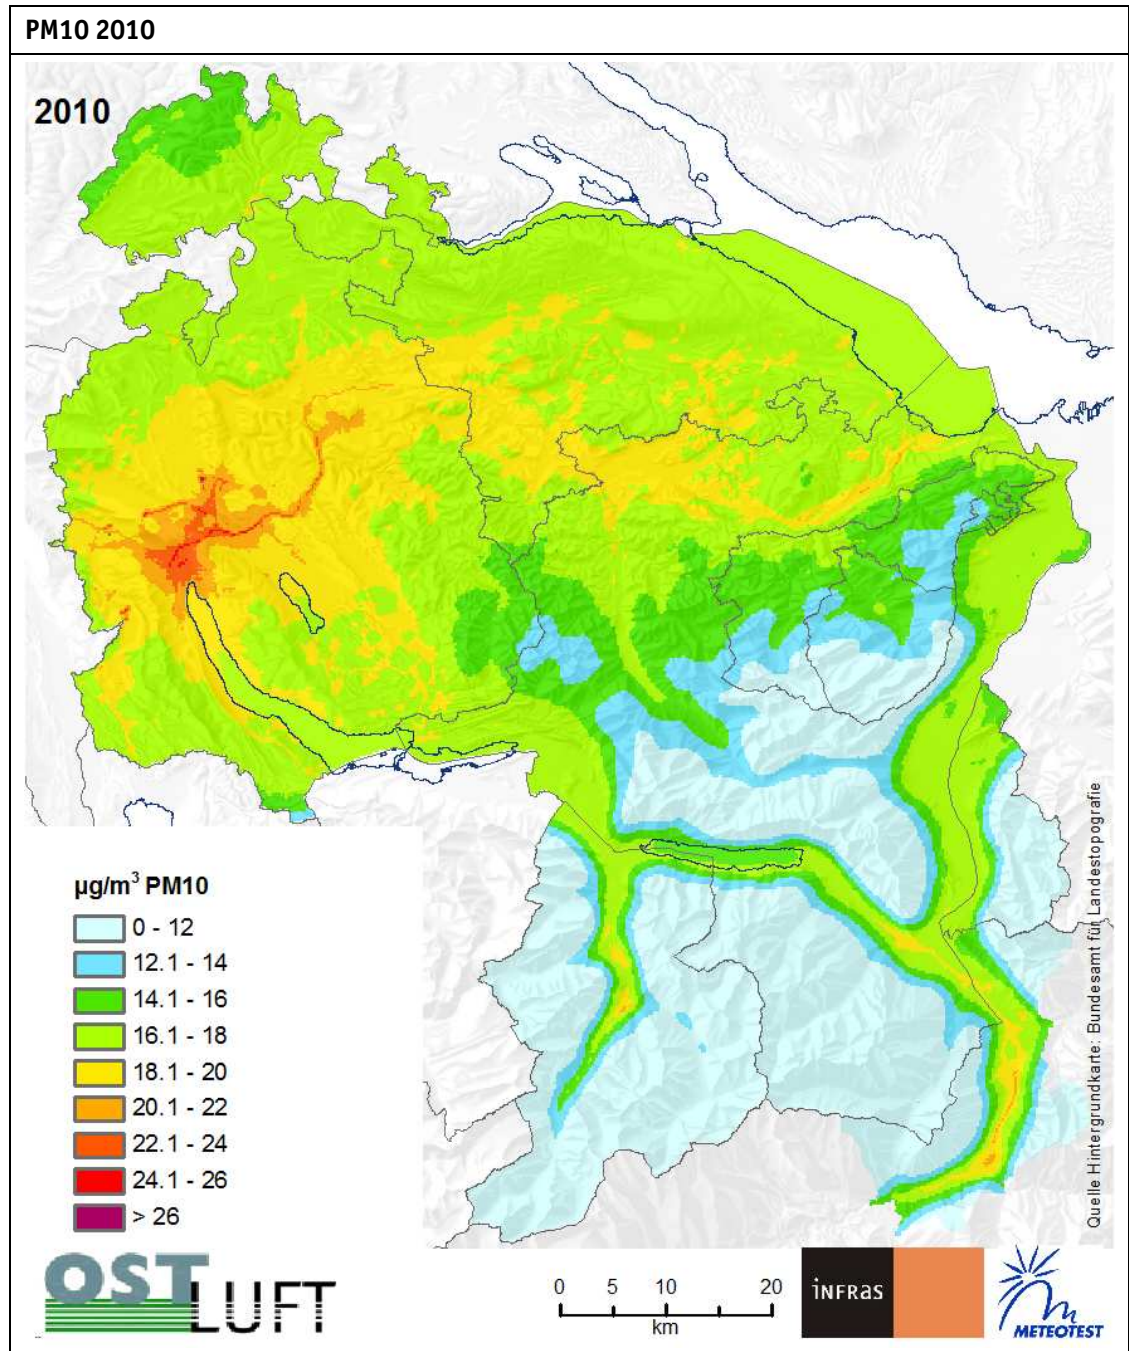 PM10 2010
2010
µg/m³ PM10
0 - 12
12.1 - 14
14.1 - 16
16.1 - 18
18.1 - 20
20.1 - 22
22.1 - 24
24.1 - 26
> 26
Quelle Hintergrundkarte: Bundesamt für Landestopografie
OSTLUFT
0 5 10 20
km
INFRAS
METEOTEST